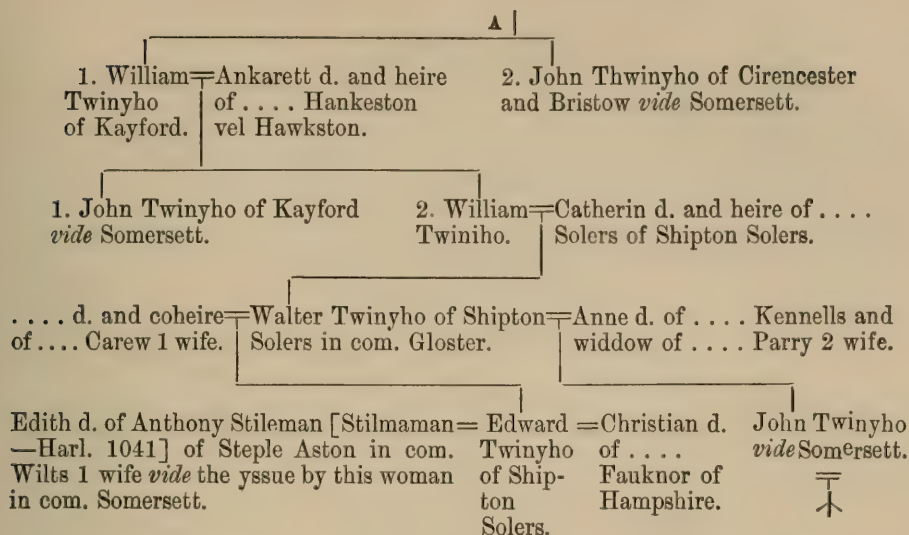 A
1. William Ankarett d. and heire 2. John Thwinyho of Cirencester
Twinyho of . . . . Hankeston and Bristow vide Somersett.
of Kayford. vel Hawkston.
1. John Twinyho of Kayford 2. William Catherin d. and heire of . . . .
vide Somersett. Twiniho. Solers of Shipton Solers.
. . . . d. and coheire Walter Twinyho of Shipton Anne d. of . . . . Kennells and
of . . . . Carew 1 wife. Solers in com. Gloster. widdow of . . . . Parry 2 wife.
Edith d. of Anthony Stileman [Stilmaman = Edward = Christian d. John Twinyho
—Harl. 1041] of Steple Aston in com. Twinyho of . . . . vide Somersett.
Wilts 1 wife vide the yssue by this woman of Ship- Fauknor of
in com. Somersett. ton Hampshire.
Solers.